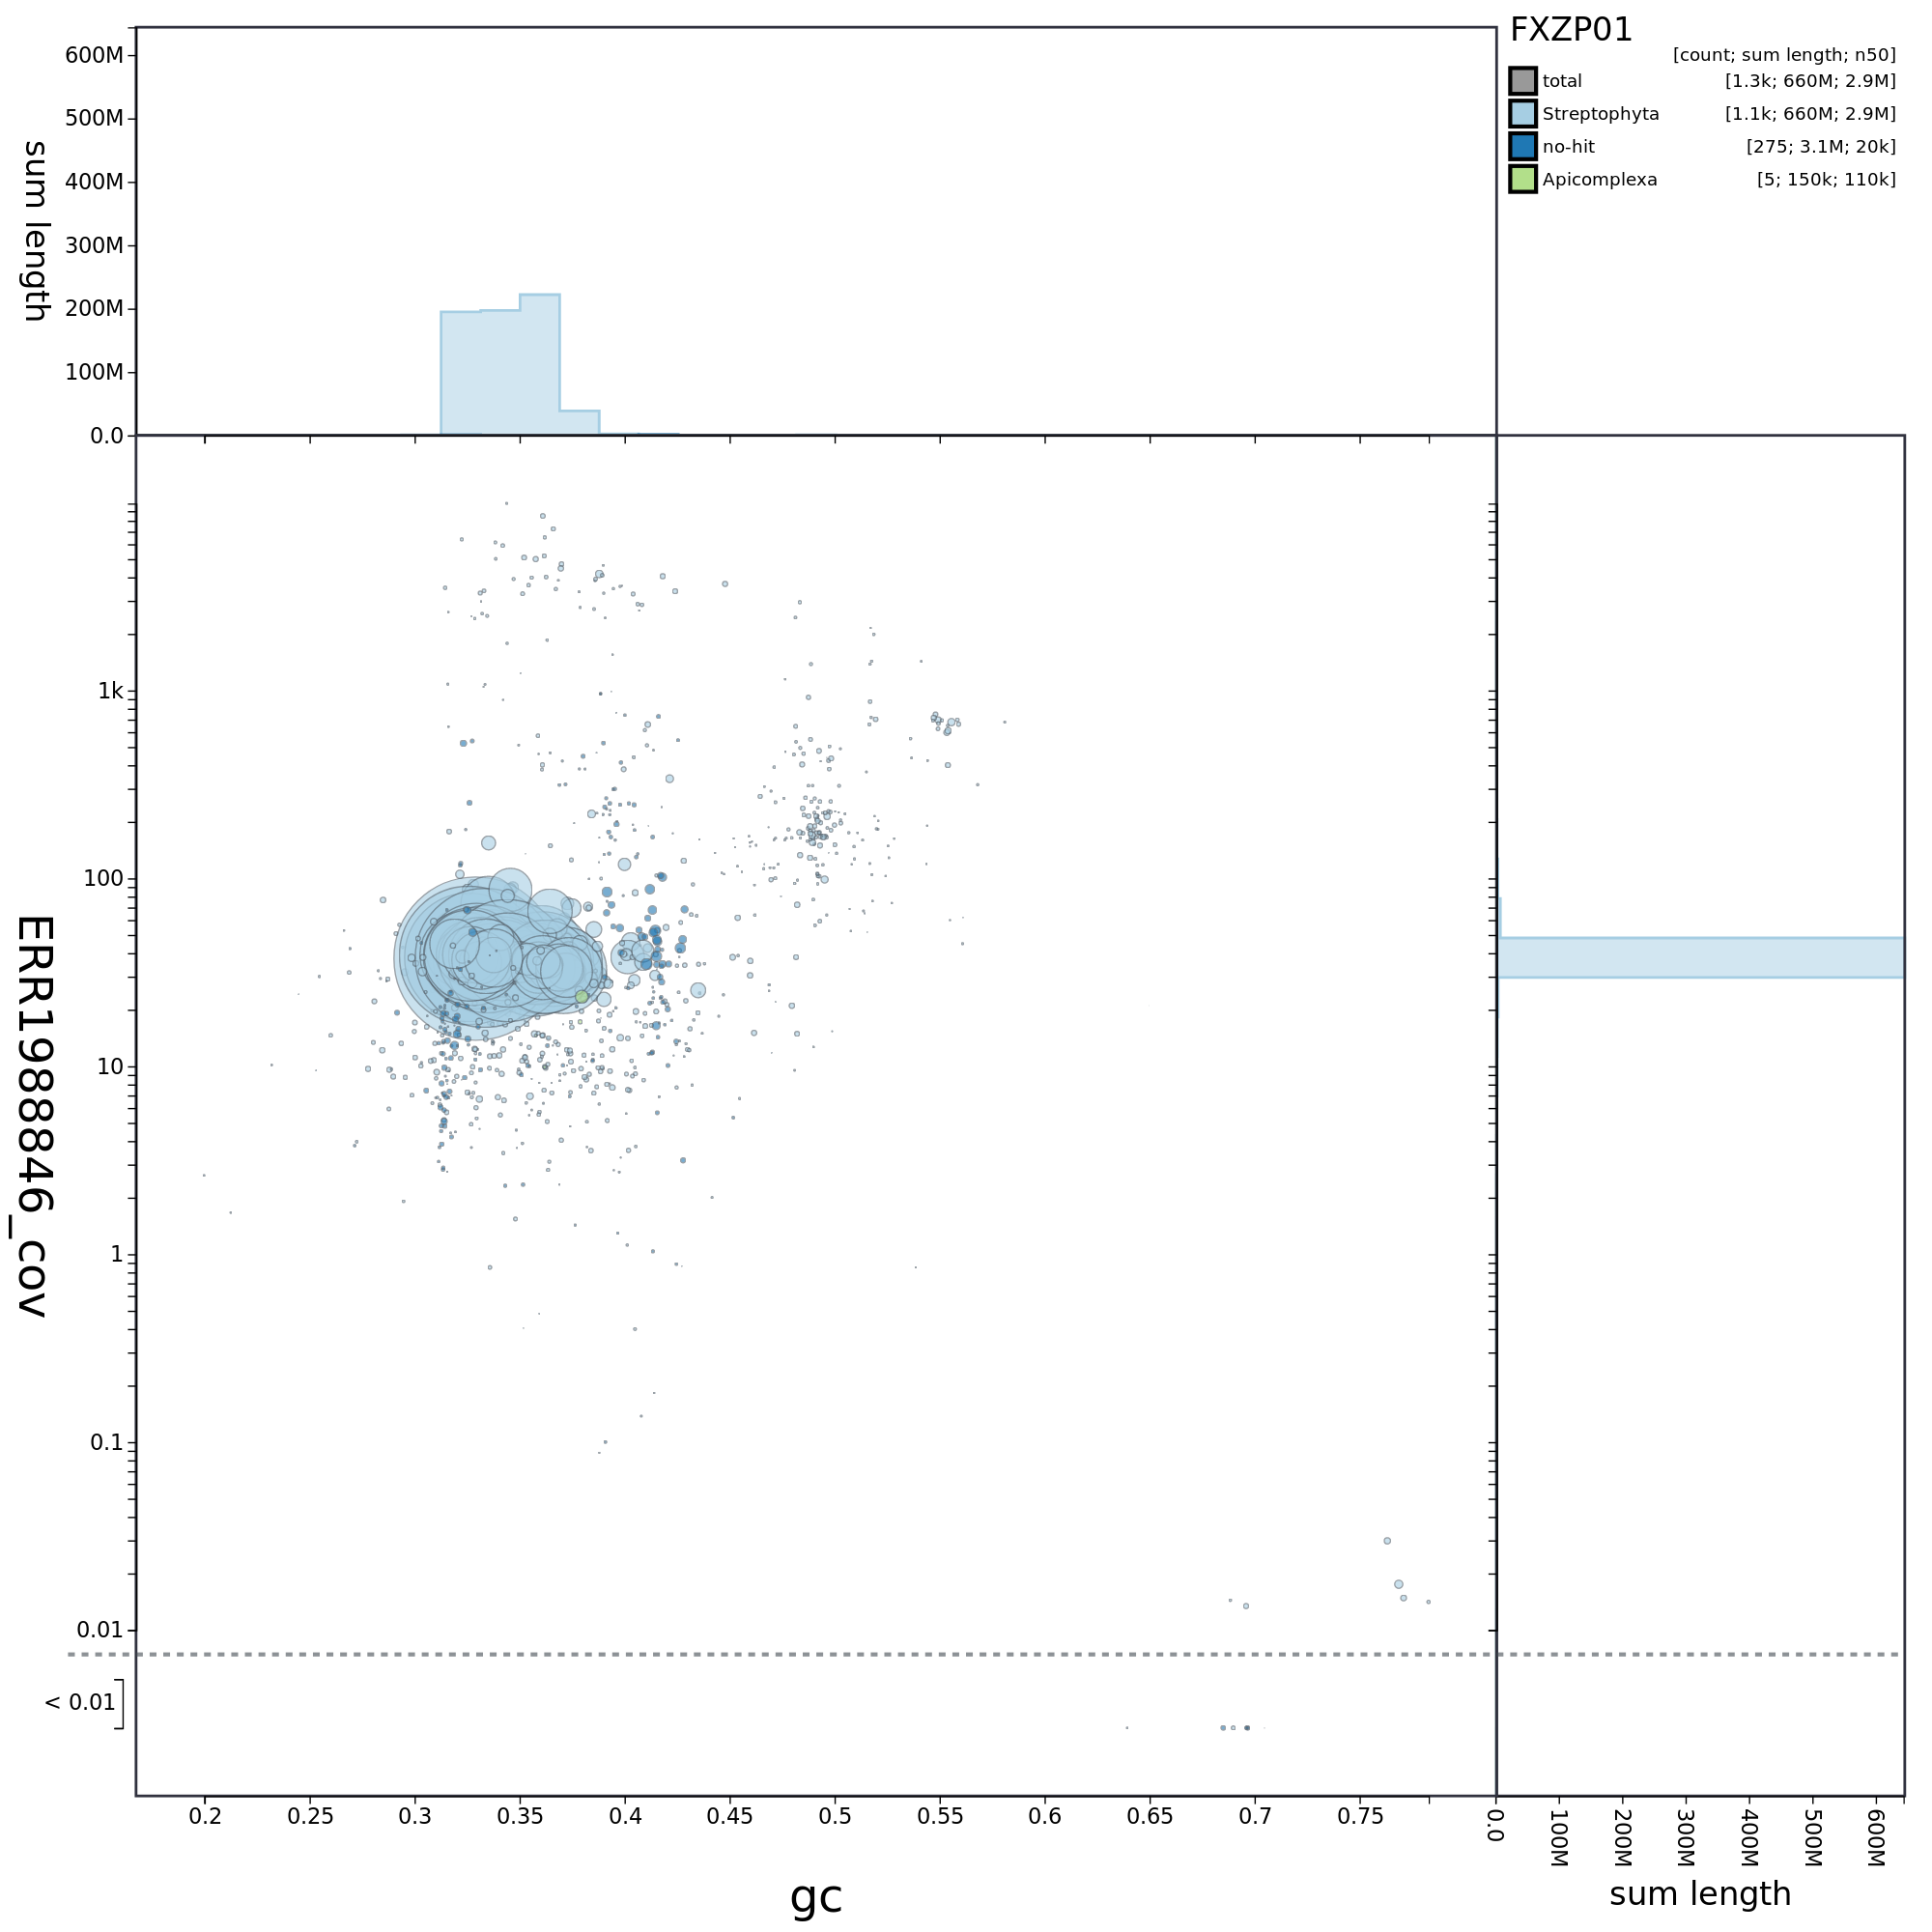 FXZP01
[count; sum length; n50]
total [1.3k; 660M; 2.9M]
Streptophyta [1.1k; 660M; 2.9M]
no-hit [275; 3.1M; 20k]
Apicomplexa [5; 150k; 110k]
sum length
600M
500M
400M
300M
200M
100M
0.0
ERR1988846_cov
1k
100
10
1
0.1
0.01
< 0.01
0.2 0.25 0.3 0.35 0.4 0.45 0.5 0.55 0.6 0.65 0.7 0.75
gc
0.0 100M 200M 300M 400M 500M 600M
sum length